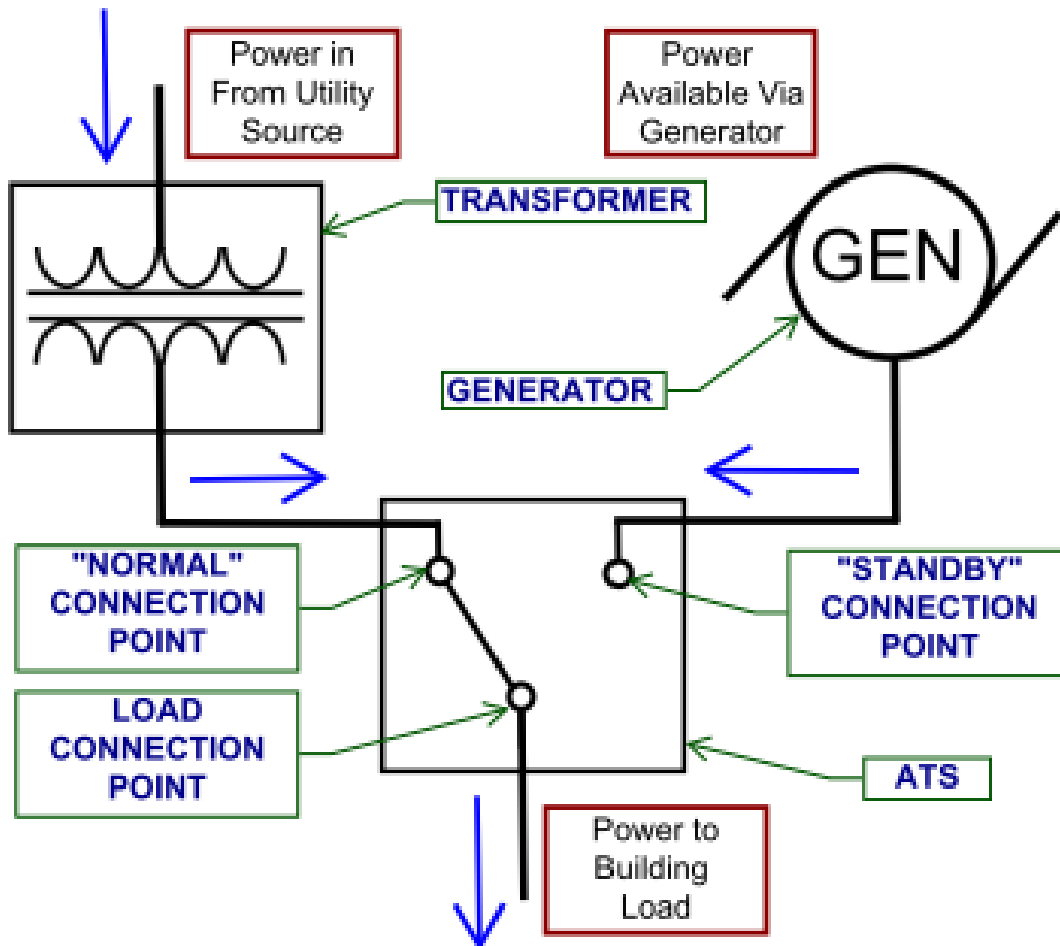 Power in
From Utility
Source
Power
Available Via
Generator
TRANSFORMER
GEN
GENERATOR
"NORMAL"
CONNECTION
POINT
"STANDBY"
CONNECTION
POINT
LOAD
CONNECTION
POINT
ATS
Power to
Building
Load